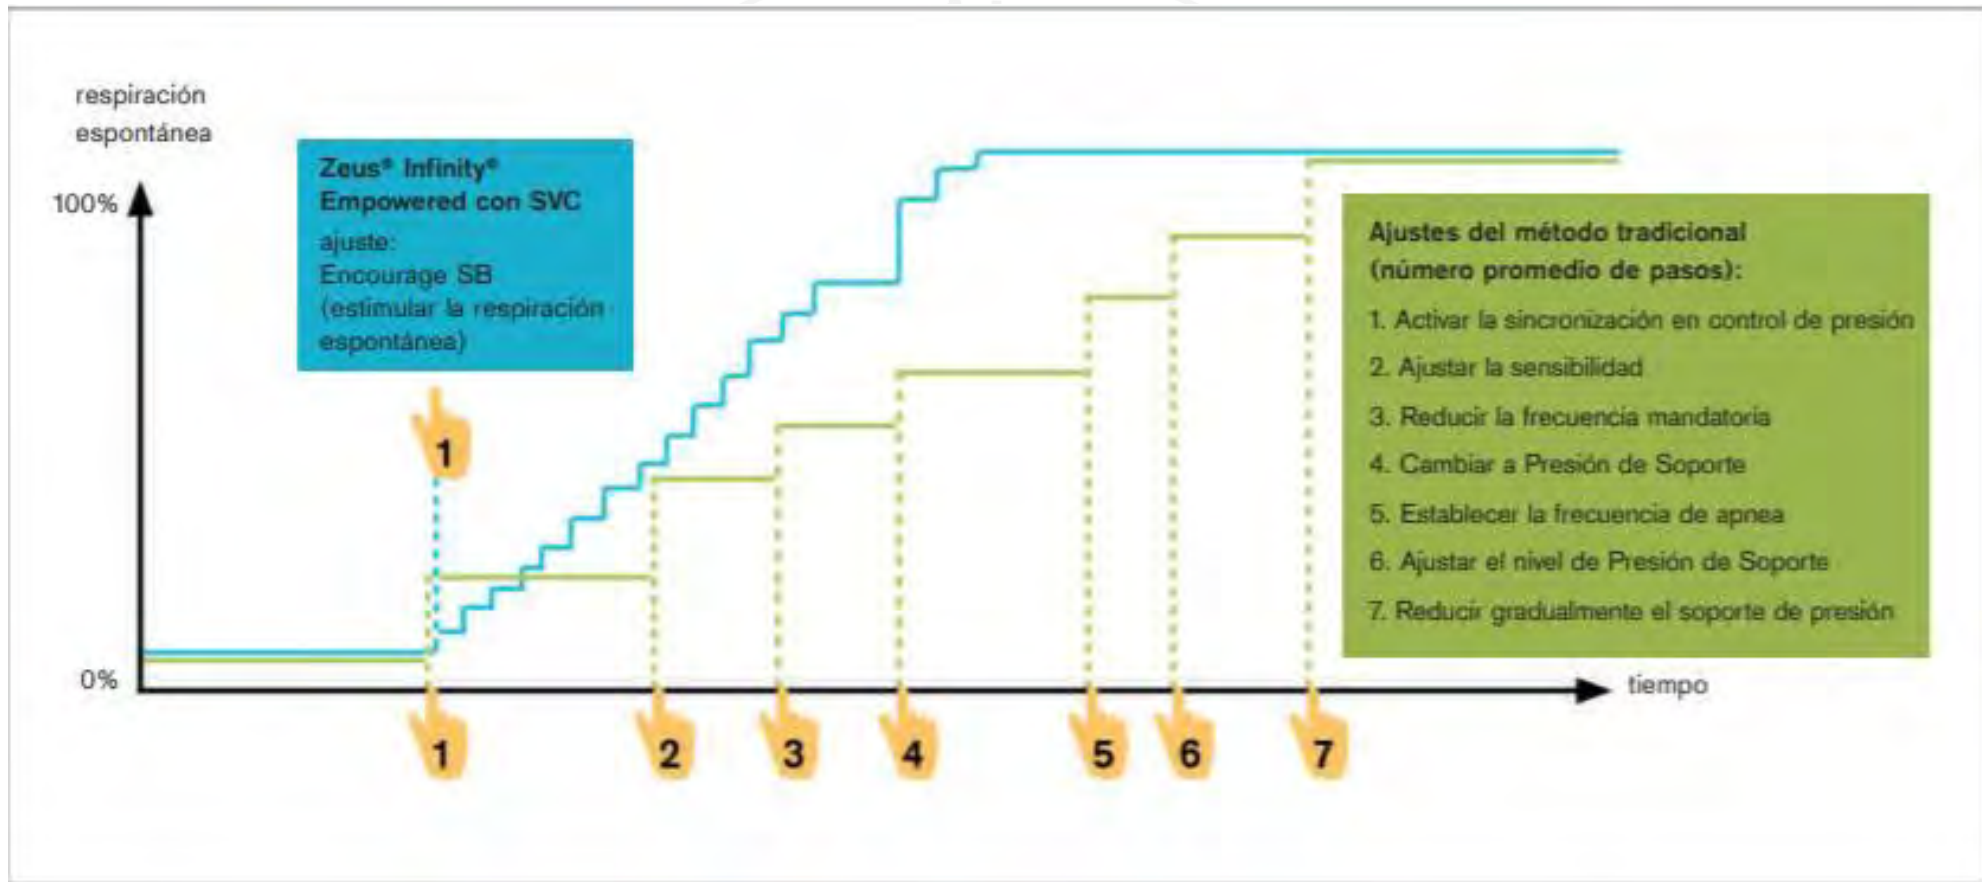 respiración
espontánea
100%
0%
Zeus® Infinity®
Empowered con SVC
ajuste:
Encourage SB
(estimular la respiración
espontánea)
1
Ajustes del método tradicional
(número promedio de pasos):
1. Activar la sincronización en control de presión
2. Ajustar la sensibilidad
3. Reducir la frecuencia mandatoria
4. Cambiar a Presión de Soporte
5. Establecer la frecuencia de apnea
6. Ajustar el nivel de Presión de Soporte
7. Reducir gradualmente el soporte de presión
tiempo
1 2 3 4 5 6 7